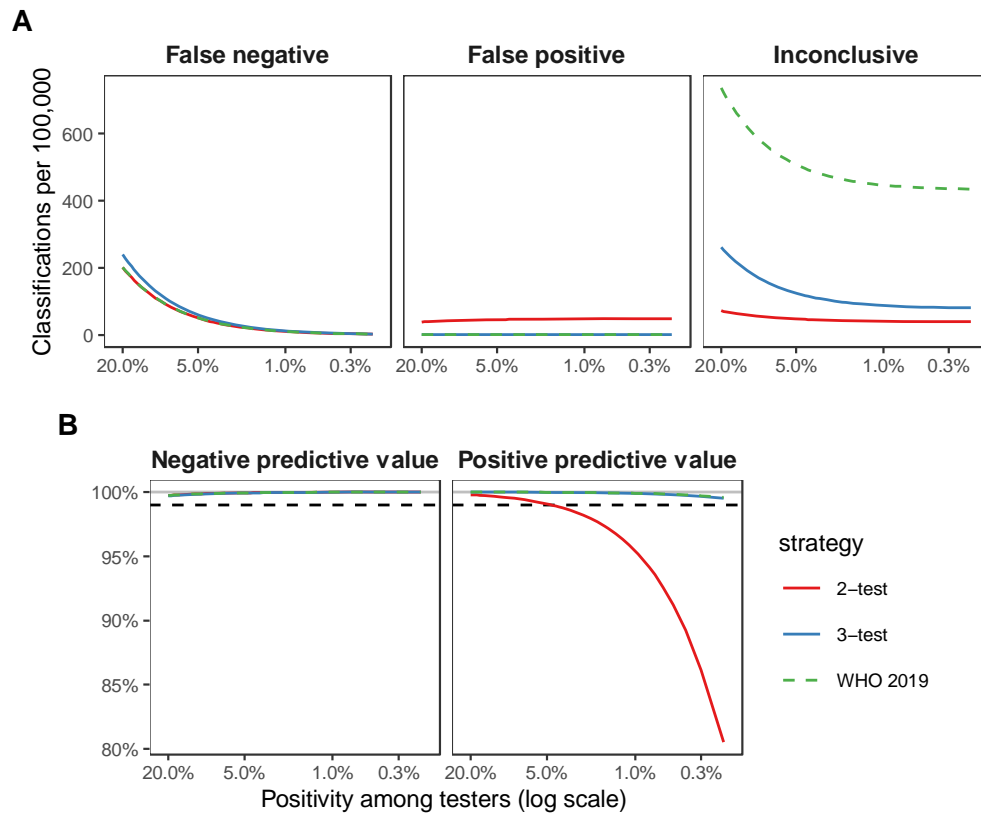 A
False negative
False positive
Inconclusive
Classifications per 100,000
600
400
200
0
20.0% 5.0% 1.0% 0.3%
20.0% 5.0% 1.0% 0.3%
20.0% 5.0% 1.0% 0.3%
B
Negative predictive value
Positive predictive value
100%
95%
90%
85%
80%
20.0% 5.0% 1.0% 0.3%
20.0% 5.0% 1.0% 0.3%
Positivity among testers (log scale)
strategy
2−test
3−test
WHO 2019